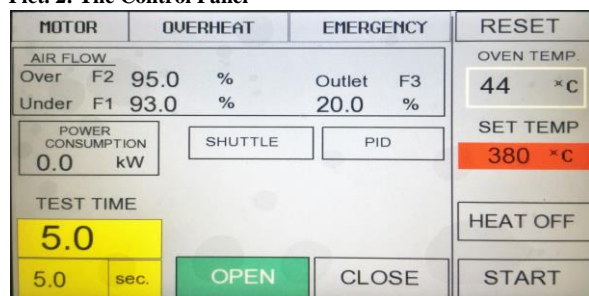 Pict. 2: The Control Panel
MOTOR OVERHEAT EMERGENCY RESET
AIR FLOW
Over F2 95.0 % Outlet F3
Under F1 93.0 % 20.0 %
OVEN TEMP.
44 °C
POWER CONSUMPTION
0.0 kW
SHUTTLE PID
SET TEMP
380 °C
TEST TIME
5.0
HEAT OFF
5.0 sec. OPEN CLOSE START